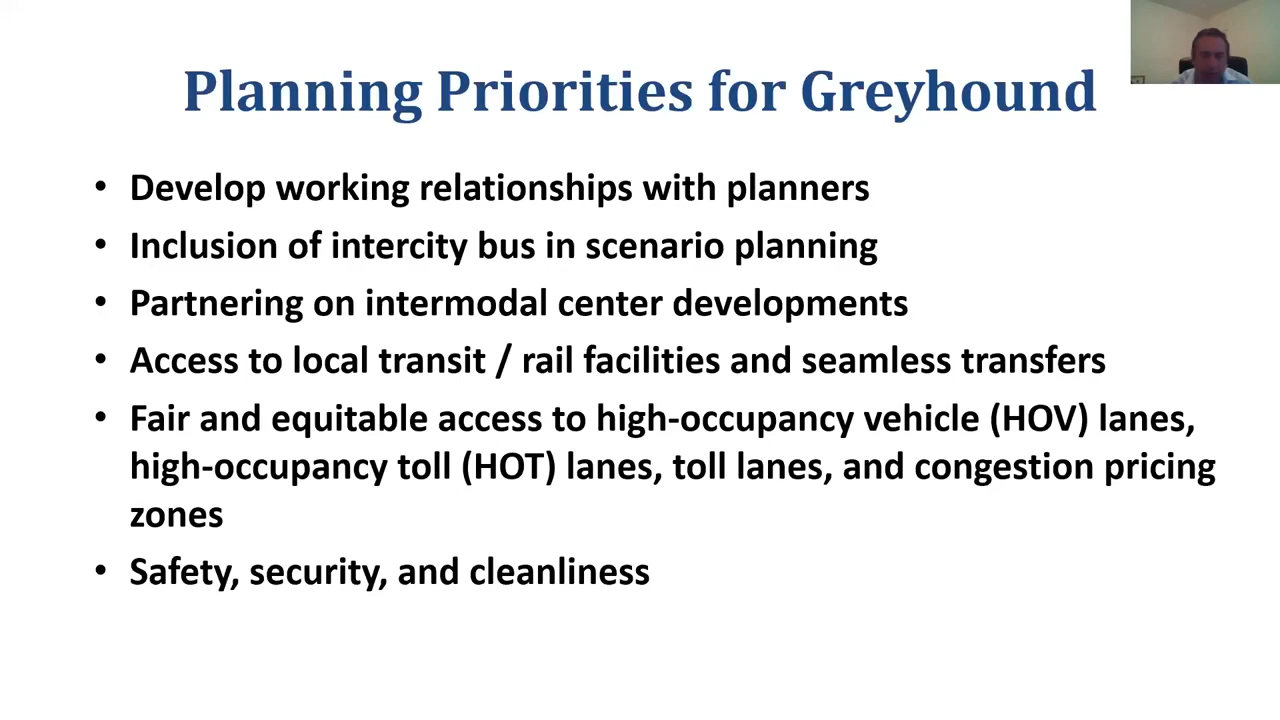 Planning Priorities for Greyhound
• Develop working relationships with planners
• Inclusion of intercity bus in scenario planning
• Partnering on intermodal center developments
• Access to local transit / rail facilities and seamless transfers
• Fair and equitable access to high-occupancy vehicle (HOV) lanes,
high-occupancy toll (HOT) lanes, toll lanes, and congestion pricing
zones
• Safety, security, and cleanliness